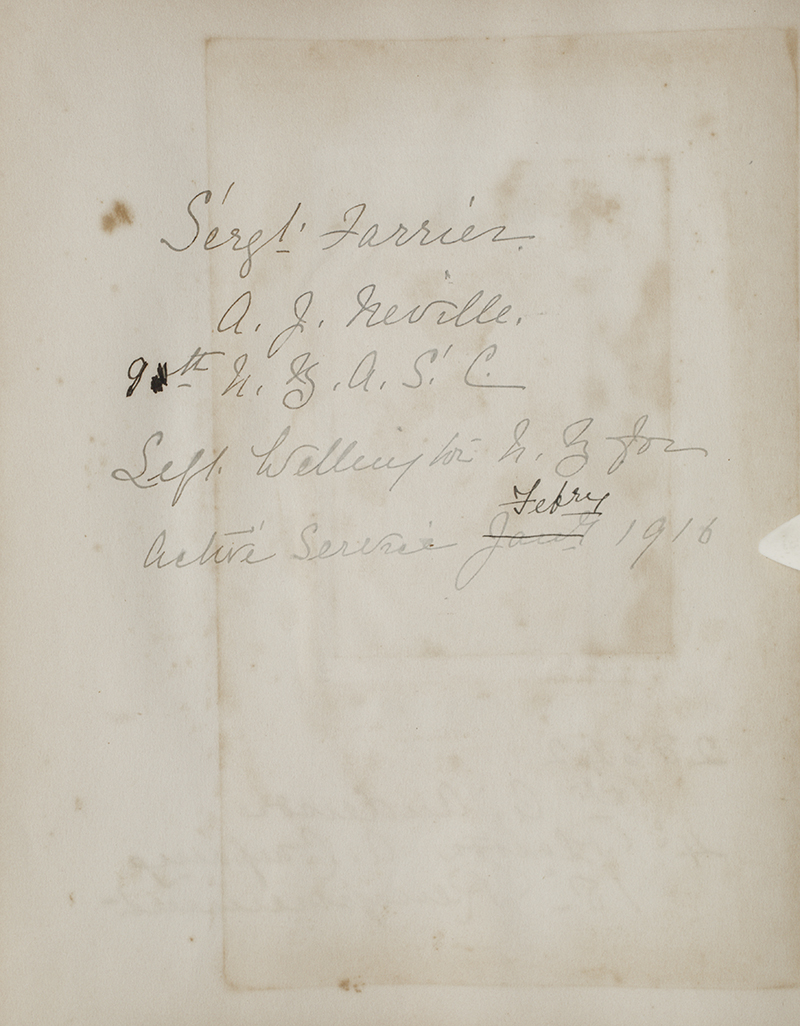 Sergt. Farrier.
A. J. Neville.
9th N. Z. A. S. C.
Left Wellington N. Z for
Febry
Active Service Jany 1916